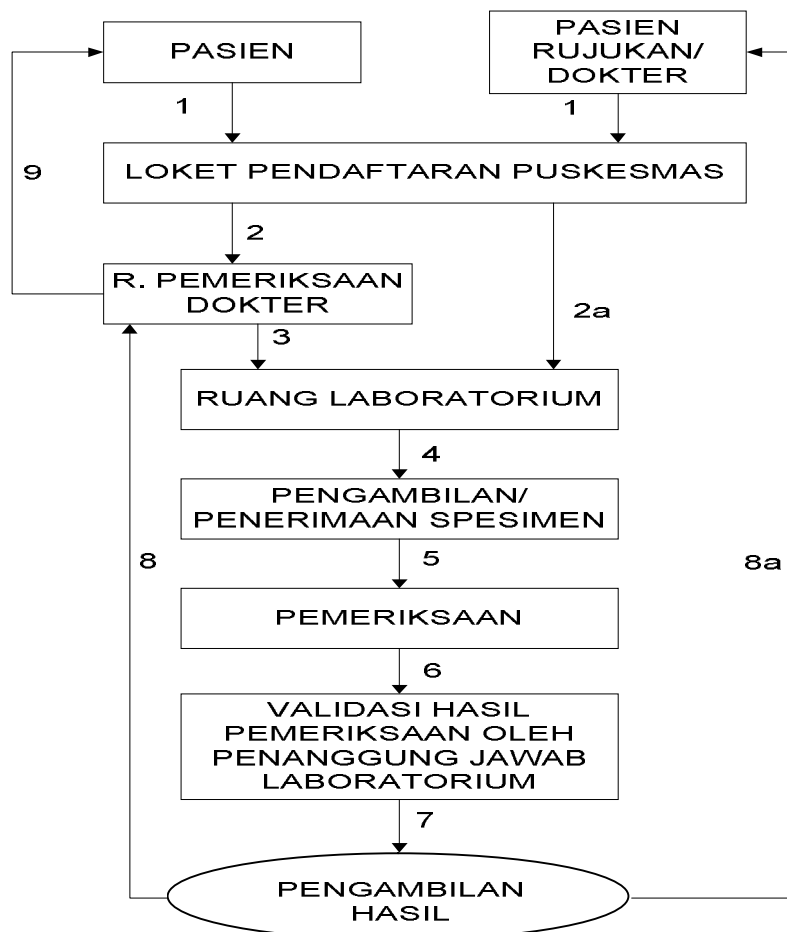 PASIEN
PASIEN
RUJUKAN/
DOKTER
1
1
LOKET PENDAFTARAN PUSKESMAS
9
2
R. PEMERIKSAAN
DOKTER
2a
3
RUANG LABORATORIUM
4
PENGAMBILAN/
PENERIMAAN SPESIMEN
8
5
8a
PEMERIKSAAN
6
VALIDASI HASIL
PEMERIKSAAN OLEH
PENANGGUNG JAWAB
LABORATORIUM
7
PENGAMBILAN
HASIL